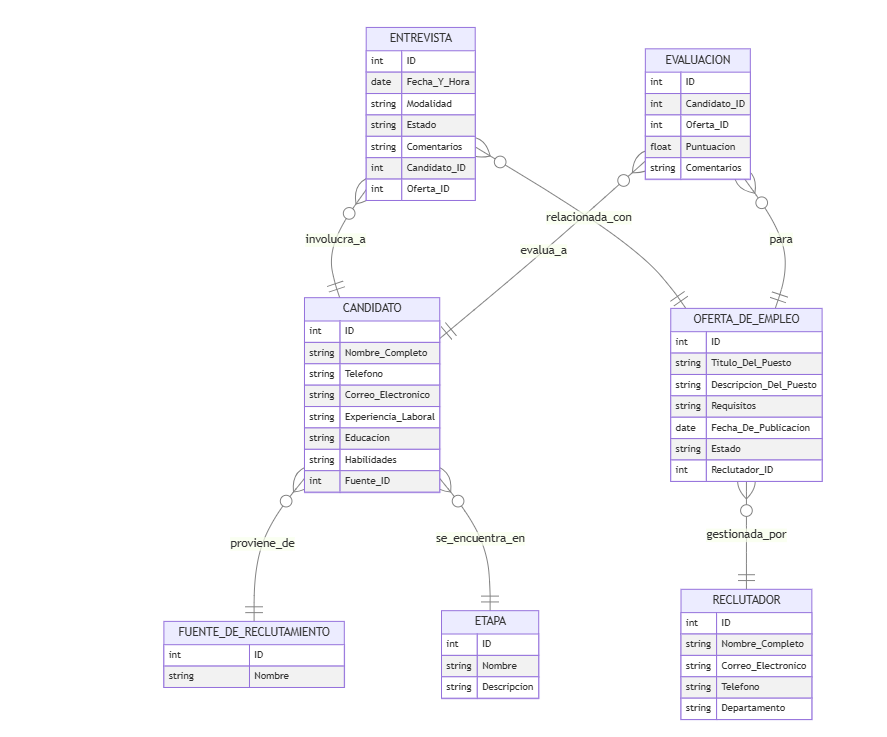 ENTREVISTA
int ID
date Fecha_Y_Hora
string Modalidad
string Estado
string Comentarios
int Candidato_ID
int Oferta_ID
EVALUACION
int ID
int Candidato_ID
int Oferta_ID
float Puntuacion
string Comentarios
relacionada_con
involucra_a
evalua_a
para
CANDIDATO
int ID
string Nombre_Completo
string Telefono
string Correo_Electronico
string Experiencia_Laboral
string Educacion
string Habilidades
int Fuente_ID
OFERTA_DE_EMPLEO
int ID
string Titulo_Del_Puesto
string Descripcion_Del_Puesto
string Requisitos
date Fecha_De_Publicacion
string Estado
int Reclutador_ID
proviene_de
se_encuentra_en
gestionada_por
FUENTE_DE_RECLUTAMIENTO
int ID
string Nombre
ETAPA
int ID
string Nombre
string Descripcion
RECLUTADOR
int ID
string Nombre_Completo
string Correo_Electronico
string Telefono
string Departamento